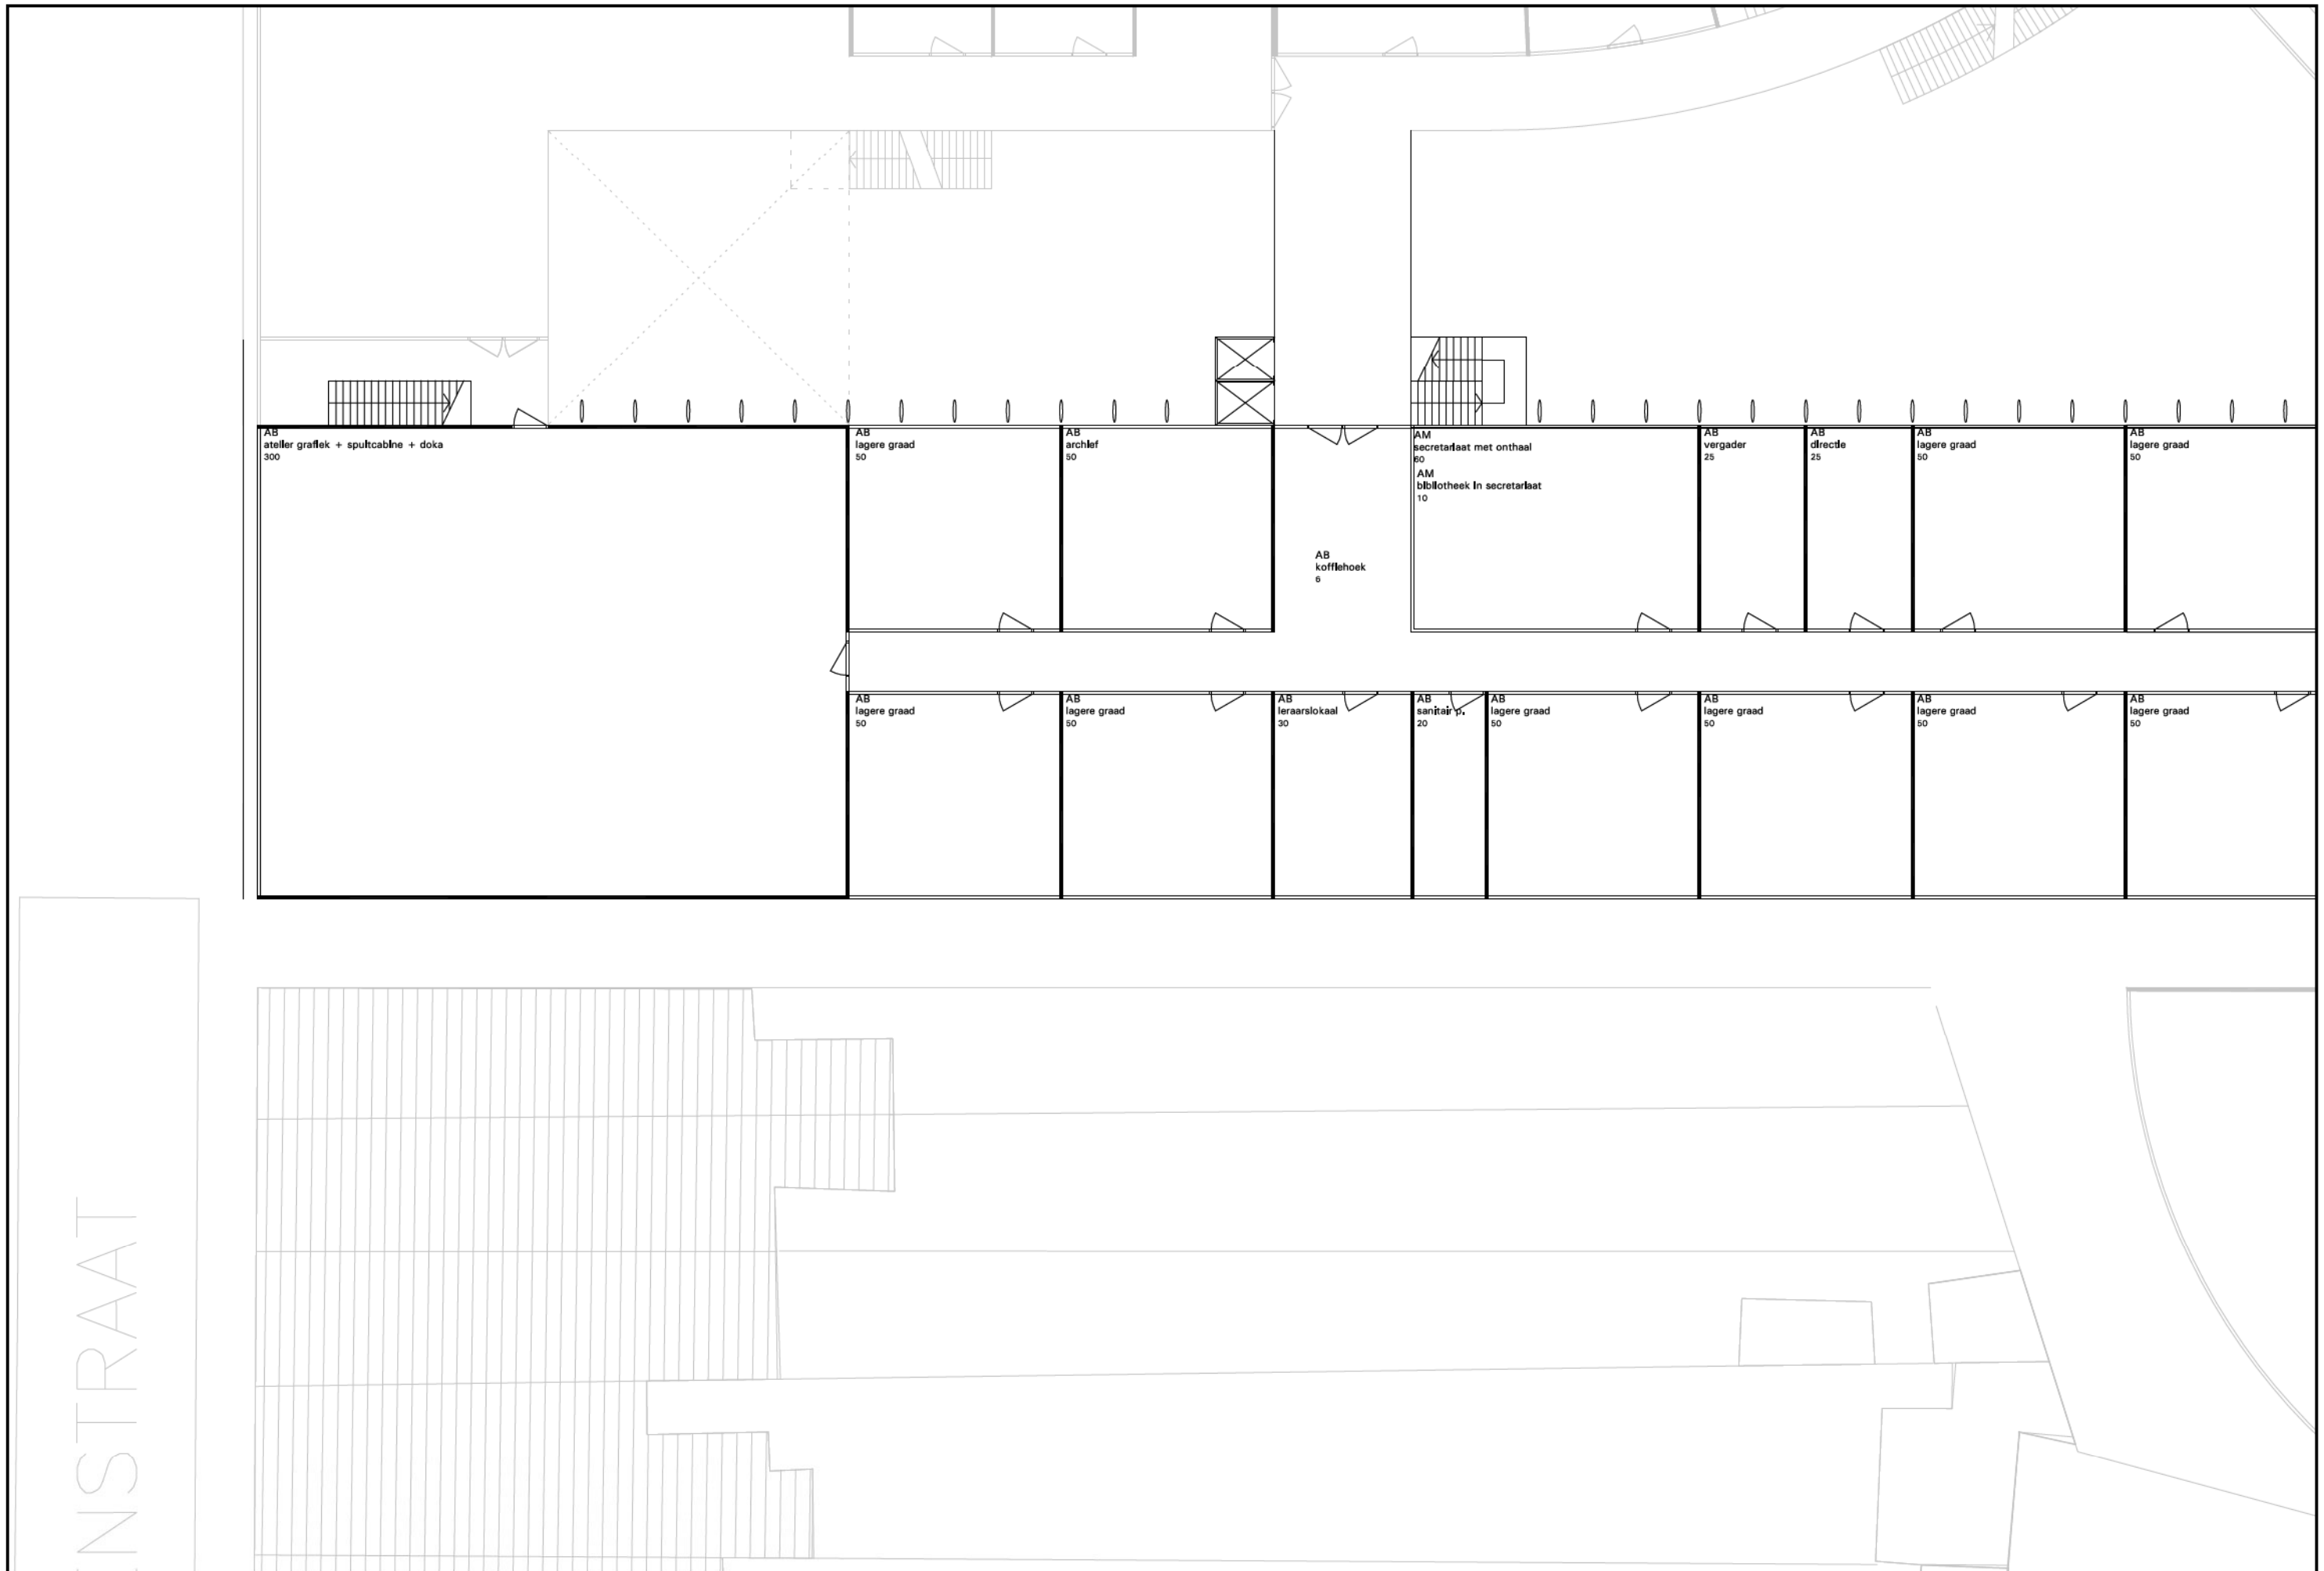 AB
atelier grafiek + spuitcabine + doka
300
AB
lagere graad
50
AB
archief
50
AB
koffiehoek
6
AM
secretariaat met onthaal
60
AM
bibliotheek in secretariaat
10
AB
vergader
25
AB
directie
25
AB
lagere graad
50
AB
lagere graad
50
AB
lagere graad
50
AB
lagere graad
50
AB
leraarslokaal
30
AB
sanitair p.
20
AB
lagere graad
50
AB
lagere graad
50
AB
lagere graad
50
AB
lagere graad
50
NSTRAAT